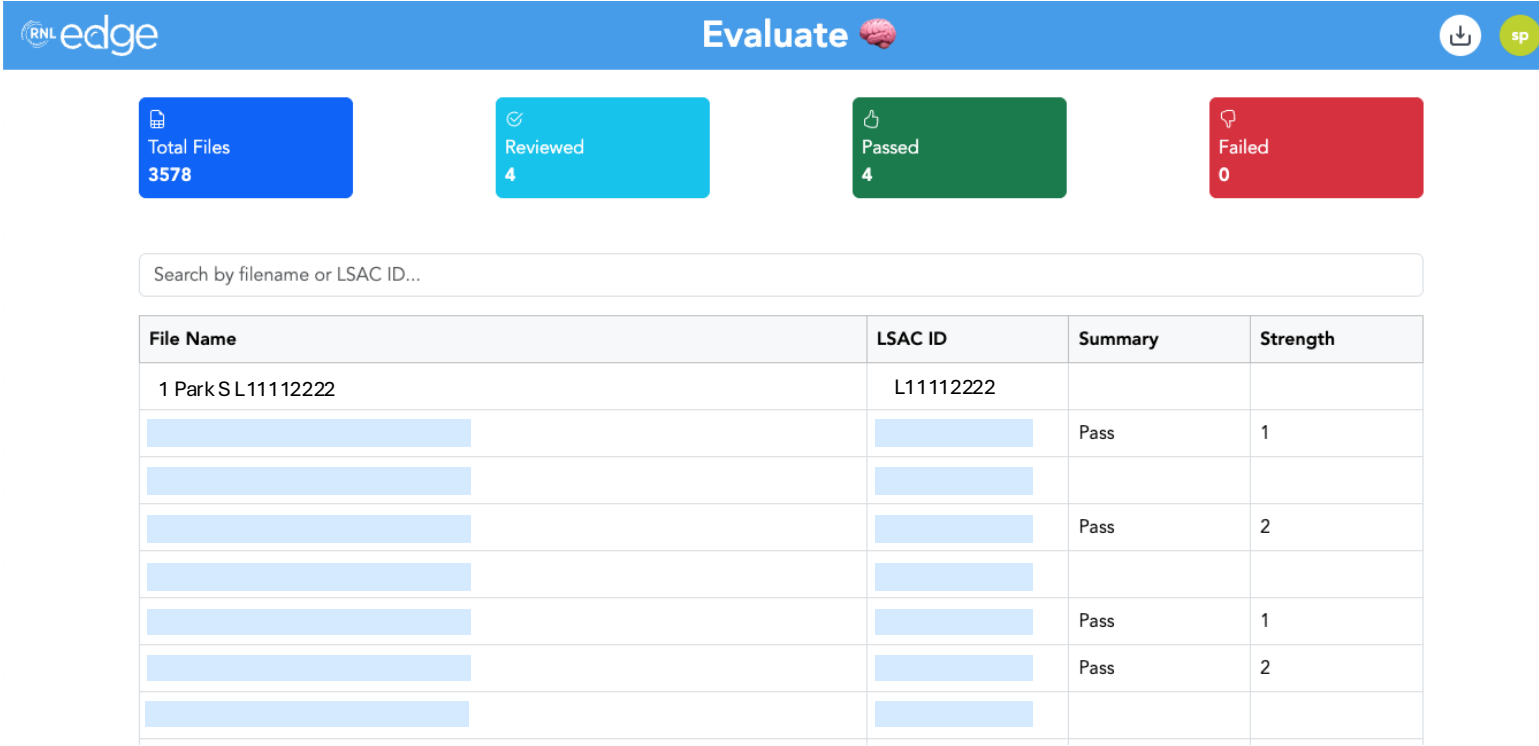 RNL edge
Evaluate 🧠
sp
Total Files
3578
Reviewed
4
Passed
4
Failed
0
Search by filename or LSAC ID...
File Name LSAC ID Summary Strength
1 Park S L11112222 L11112222
Pass 1
Pass 2
Pass 1
Pass 2